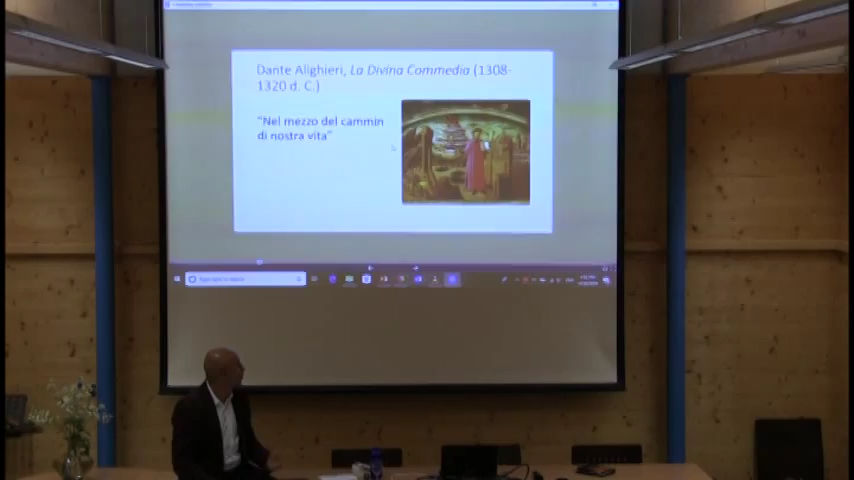 Dante Alighieri, La Divina Commedia (1308-
1320 d. C.)
"Nel mezzo del cammin
di nostra vita"